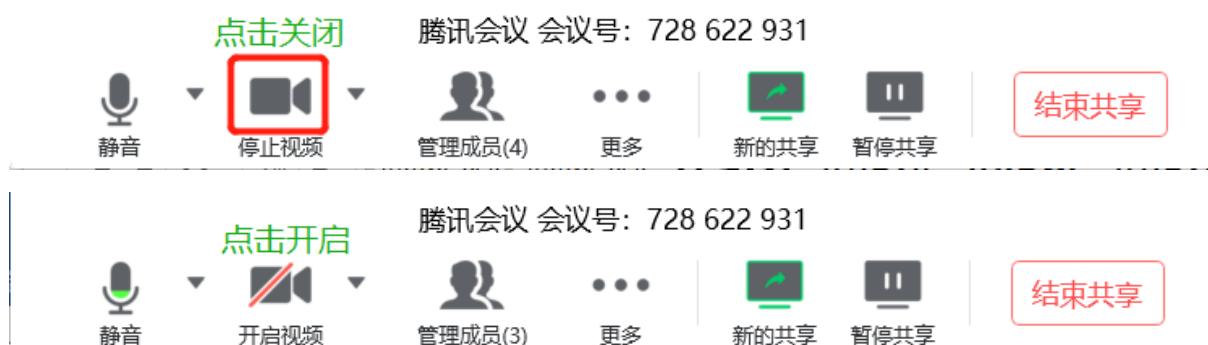 点击关闭 腾讯会议 会议号：728 622 931
静音 停止视频 管理成员(4) 更多 新的共享 暂停共享 结束共享
点击开启 腾讯会议 会议号：728 622 931
静音 开启视频 管理成员(3) 更多 新的共享 暂停共享 结束共享